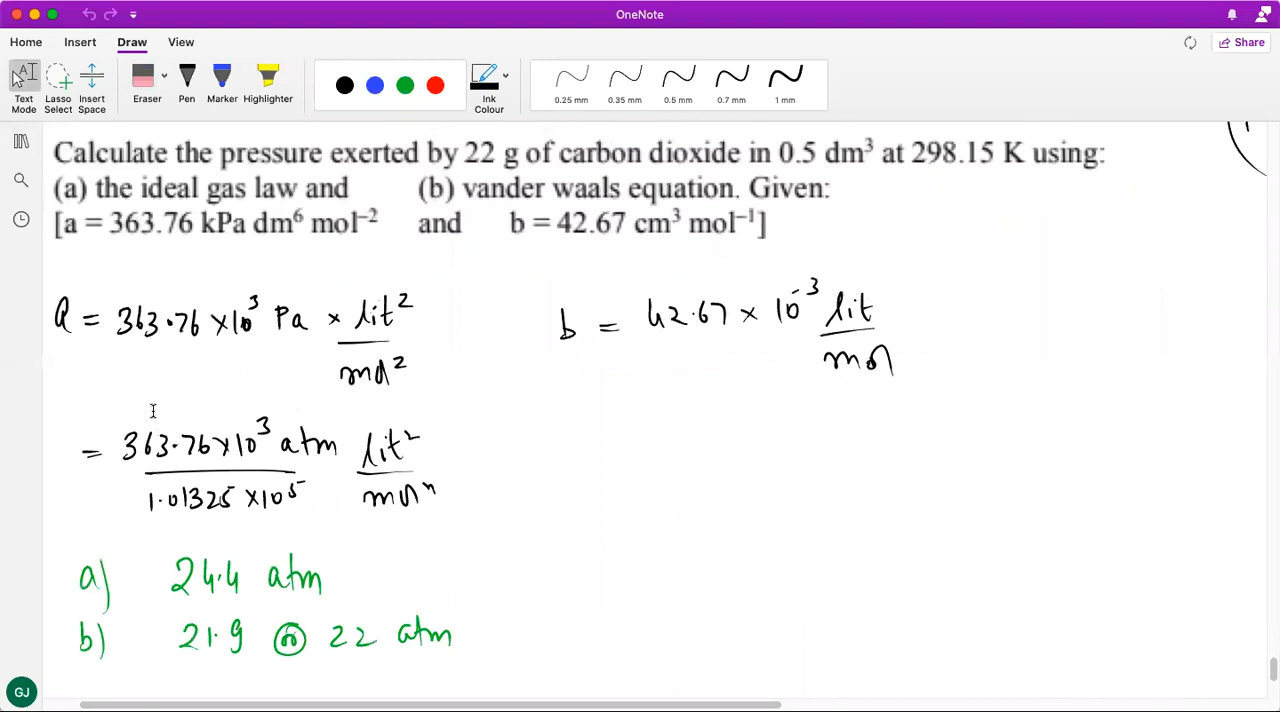 OneNote
Home Insert Draw View
Share
Text Mode
Lasso Select
Insert Space
Eraser
Pen
Marker
Highlighter
Ink Colour
0.25 mm
0.35 mm
0.5 mm
0.7 mm
1 mm
Calculate the pressure exerted by 22 g of carbon dioxide in 0.5 dm³ at 298.15 K using:
(a) the ideal gas law and (b) vander waals equation. Given:
[a = 363.76 kPa dm⁶ mol⁻² and b = 42.67 cm³ mol⁻¹]
a = 363.76 × 10³ Pa × lit² / mol²
b = 42.67 × 10⁻³ lit / mol
= 363.76 × 10³ atm / 1.01325 × 10⁵ lit² / mol²
a) 24.4 atm
b) 21.9 22 atm
GJ